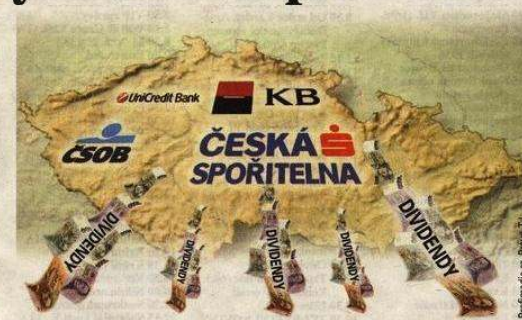 UniCredit Bank
KB
ČSOB
ČESKÁ
SPOŘITELNA
DIVIDENDY
DIVIDENDY
DIVIDENDY
DIVIDENDY
DIVIDENDY